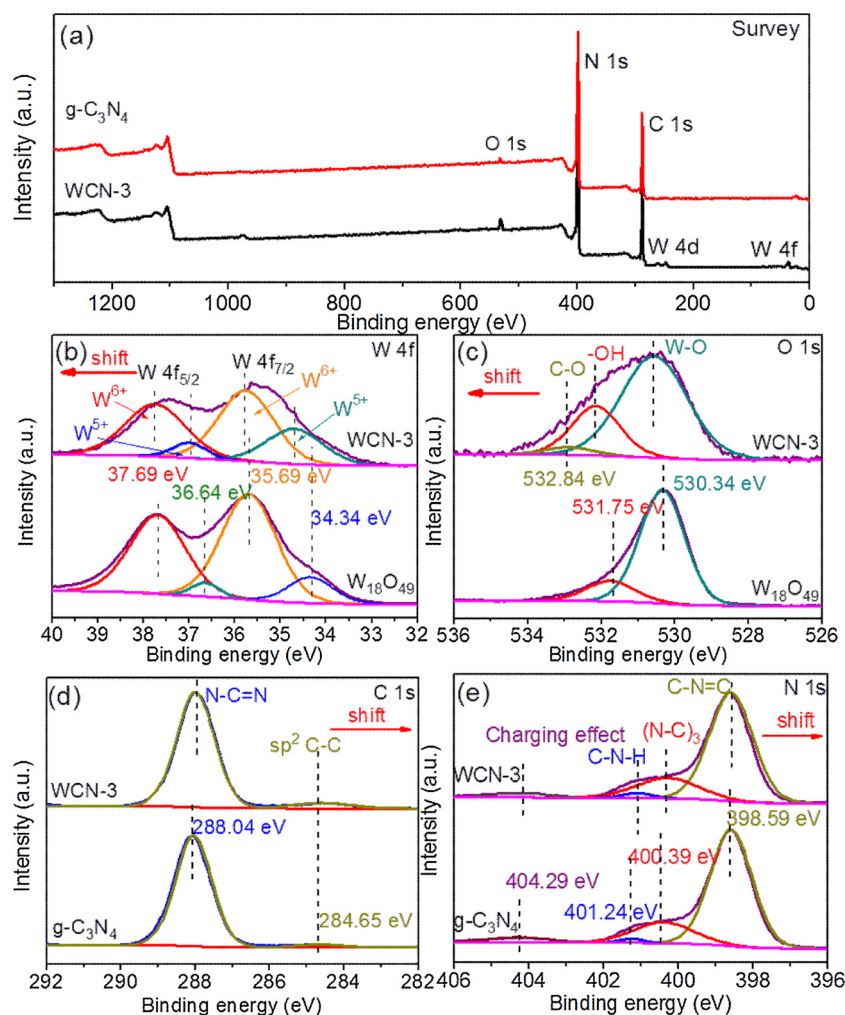 (a)
Survey
N 1s
g-C₃N₄
C 1s
O 1s
WCN-3
W 4d
W 4f
Intensity (a.u.)
1200 1000 800 600 400 200 0
Binding energy (eV)
(b)
W 4f
shift
W 4f₅/₂
W 4f₇/₂
W⁶⁺
W⁶⁺
W⁵⁺
W⁵⁺
WCN-3
37.69 eV
36.64 eV
35.69 eV
34.34 eV
W₁₈O₄₉
Intensity (a.u.)
40 39 38 37 36 35 34 33 32
Binding energy (eV)
(c)
O 1s
shift
C-O
-OH
W-O
WCN-3
532.84 eV
531.75 eV
530.34 eV
W₁₈O₄₉
Intensity (a.u.)
536 534 532 530 528 526
Binding energy (eV)
(d)
C 1s
N-C=N
shift
sp² C-C
WCN-3
288.04 eV
284.65 eV
g-C₃N₄
Intensity (a.u.)
292 290 288 286 284 282
Binding energy (eV)
(e)
N 1s
C-N=C
shift
Charging effect
(N-C)₃
C-N-H
WCN-3
398.59 eV
400.39 eV
404.29 eV
401.24eV
g-C₃N₄
Intensity (a.u.)
406 404 402 400 398 396
Binding energy (eV)